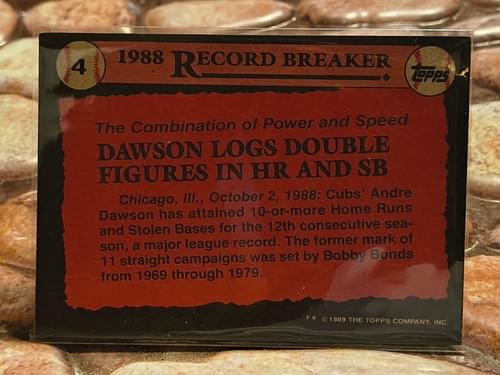 4
1988 RECORD BREAKER
Topps
The Combination of Power and Speed
DAWSON LOGS DOUBLE
FIGURES IN HR AND SB
Chicago, Ill., October 2, 1988: Cubs' Andre
Dawson has attained 10-or-more Home Runs
and Stolen Bases for the 12th consecutive sea-
son, a major league record. The former mark of
11 straight campaigns was set by Bobby Bonds
from 1969 through 1979.
© 1989 THE TOPPS COMPANY, INC.